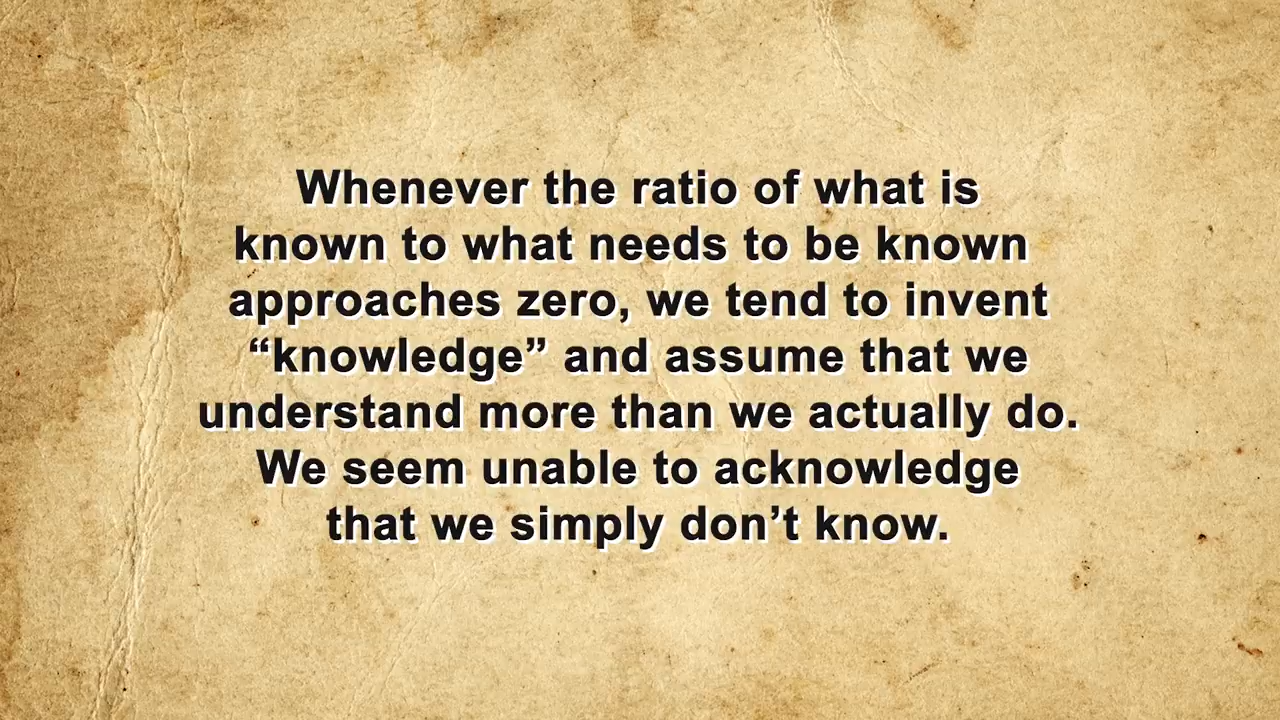 Whenever the ratio of what is
known to what needs to be known
approaches zero, we tend to invent
“knowledge” and assume that we
understand more than we actually do.
We seem unable to acknowledge
that we simply don’t know.